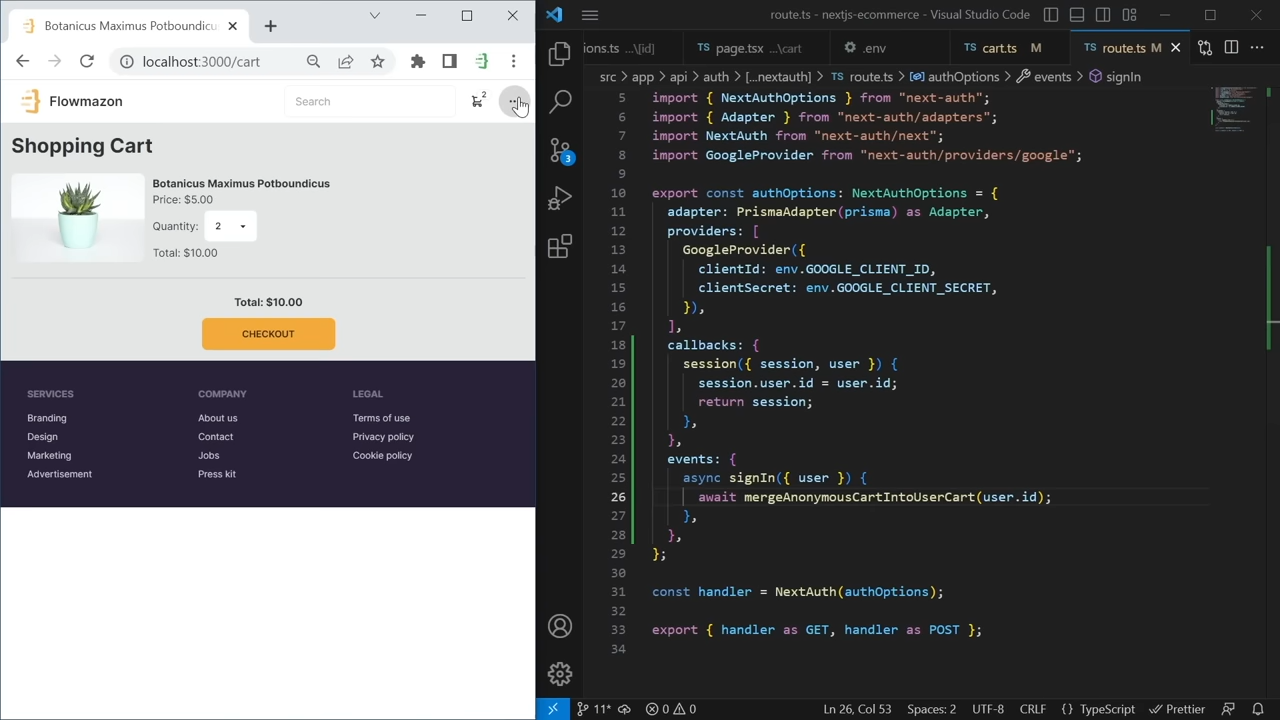 Botanicus Maximus Potboundicu
localhost:3000/cart
Flowmazon
Search
2
Shopping Cart
Botanicus Maximus Potboundicus
Price: $5.00
Quantity: 2
Total: $10.00
Total: $10.00
CHECKOUT
SERVICES
Branding
Design
Marketing
Advertisement
COMPANY
About us
Contact
Jobs
Press kit
LEGAL
Terms of use
Privacy policy
Cookie policy
route.ts - nextjs-ecommerce - Visual Studio Code
ions.ts ...\[id]
TS page.tsx ...\cart
.env
TS cart.ts M
TS route.ts M
src > app > api > auth > [...nextauth] > TS route.ts > authOptions > events > signIn
3
5 import { NextAuthOptions } from "next-auth";
6 import { Adapter } from "next-auth/adapters";
7 import NextAuth from "next-auth/next";
8 import GoogleProvider from "next-auth/providers/google";
9
10 export const authOptions: NextAuthOptions = {
11 adapter: PrismaAdapter(prisma) as Adapter,
12 providers: [
13 GoogleProvider({
14 clientId: env.GOOGLE_CLIENT_ID,
15 clientSecret: env.GOOGLE_CLIENT_SECRET,
16 }),
17 ],
18 callbacks: {
19 session({ session, user }) {
20 session.user.id = user.id;
21 return session;
22 },
23 },
24 events: {
25 async signIn({ user }) {
26 await mergeAnonymousCartIntoUserCart(user.id);
27 },
28 },
29 };
30
31 const handler = NextAuth(authOptions);
32
33 export { handler as GET, handler as POST };
34
11* 0 0 Ln 26, Col 53 Spaces: 2 UTF-8 CRLF {} TypeScript Prettier